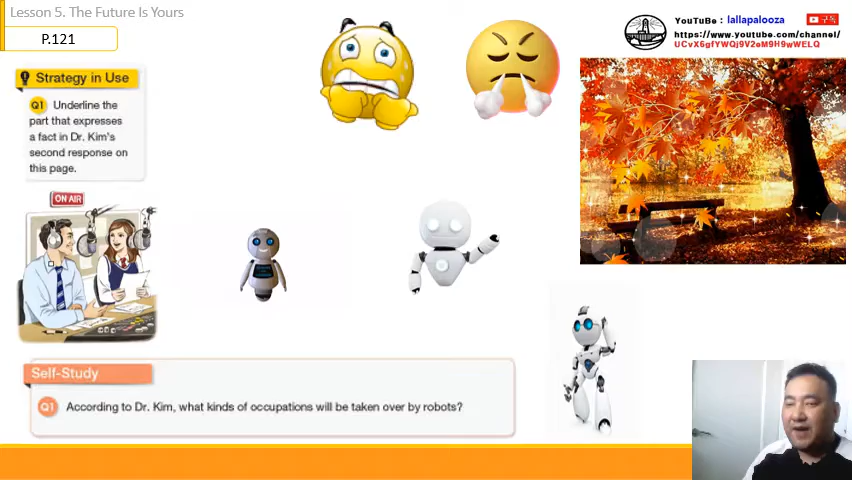 Lesson 5. The Future Is Yours
P.121
YouTuBe : lallapalooza
구독
https://www.youtube.com/channel/
UCvX6gfYWQj9V2eM9H9wWELQ
Strategy in Use
Q1 Underline the
part that expresses
a fact in Dr. Kim's
second response on
this page.
ON AIR
Self-Study
Q1 According to Dr. Kim, what kinds of occupations will be taken over by robots?